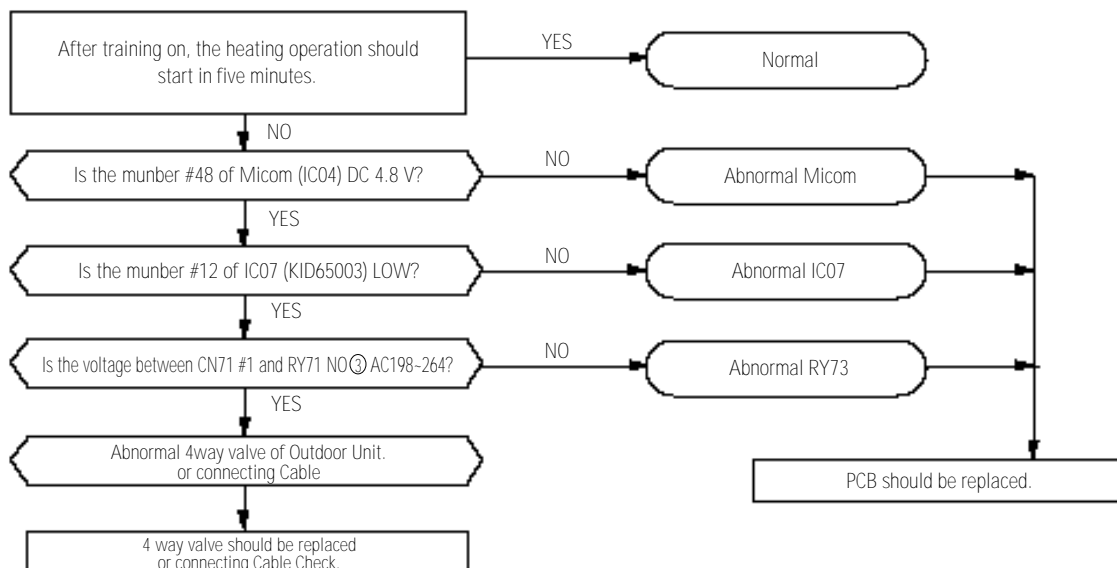 After training on, the heating operation should
start in five minutes.
YES
Normal
NO
Is the munber #48 of Micom (IC04) DC 4.8 V?
NO
Abnormal Micom
YES
Is the munber #12 of IC07 (KID65003) LOW?
NO
Abnormal IC07
YES
Is the voltage between CN71 #1 and RY71 NO③ AC198~264?
NO
Abnormal RY73
YES
Abnormal 4way valve of Outdoor Unit.
or connecting Cable
PCB should be replaced.
4 way valve should be replaced
or connecting Cable Check.